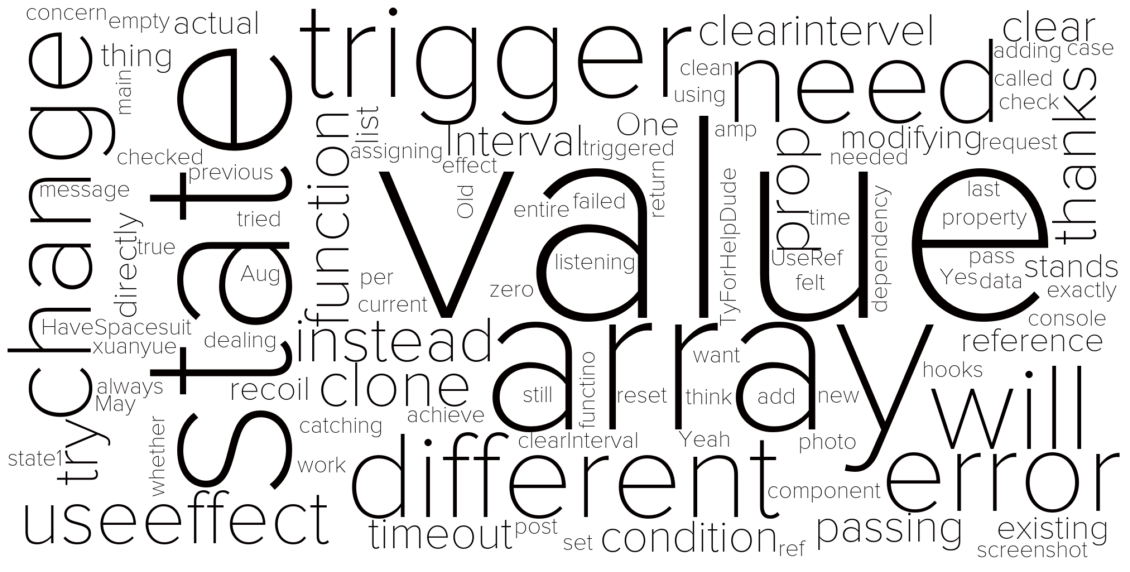 concern
empty
actual
trigger
clearintervel
clear
thing
main
change
state
clean
using
need
adding
case
called
check
thanks
list
function
assigning
Interval
One
triggered
amp
modifying
request
checked
previous
effect
needed
message
Old
entire
failed
return
value
prop
last
property
tried
directly
true
time
TyForHelpDude
dependency
UseRef
pass
Yes
data
stands
Aug
per
current
zero
listening
felt
exactly
HaveSpacesuit
xuanyue
dealing
instead
array
console
reference
want
hooks
always
May
recoil
clone
still
functino
reset
think
add
new
will
achieve
catching
try
whether
clearInterval
Yeah
photo
state1
work
different
component
error
useeffect
timeout
post
set
condition
ref
passing
existing
screenshot